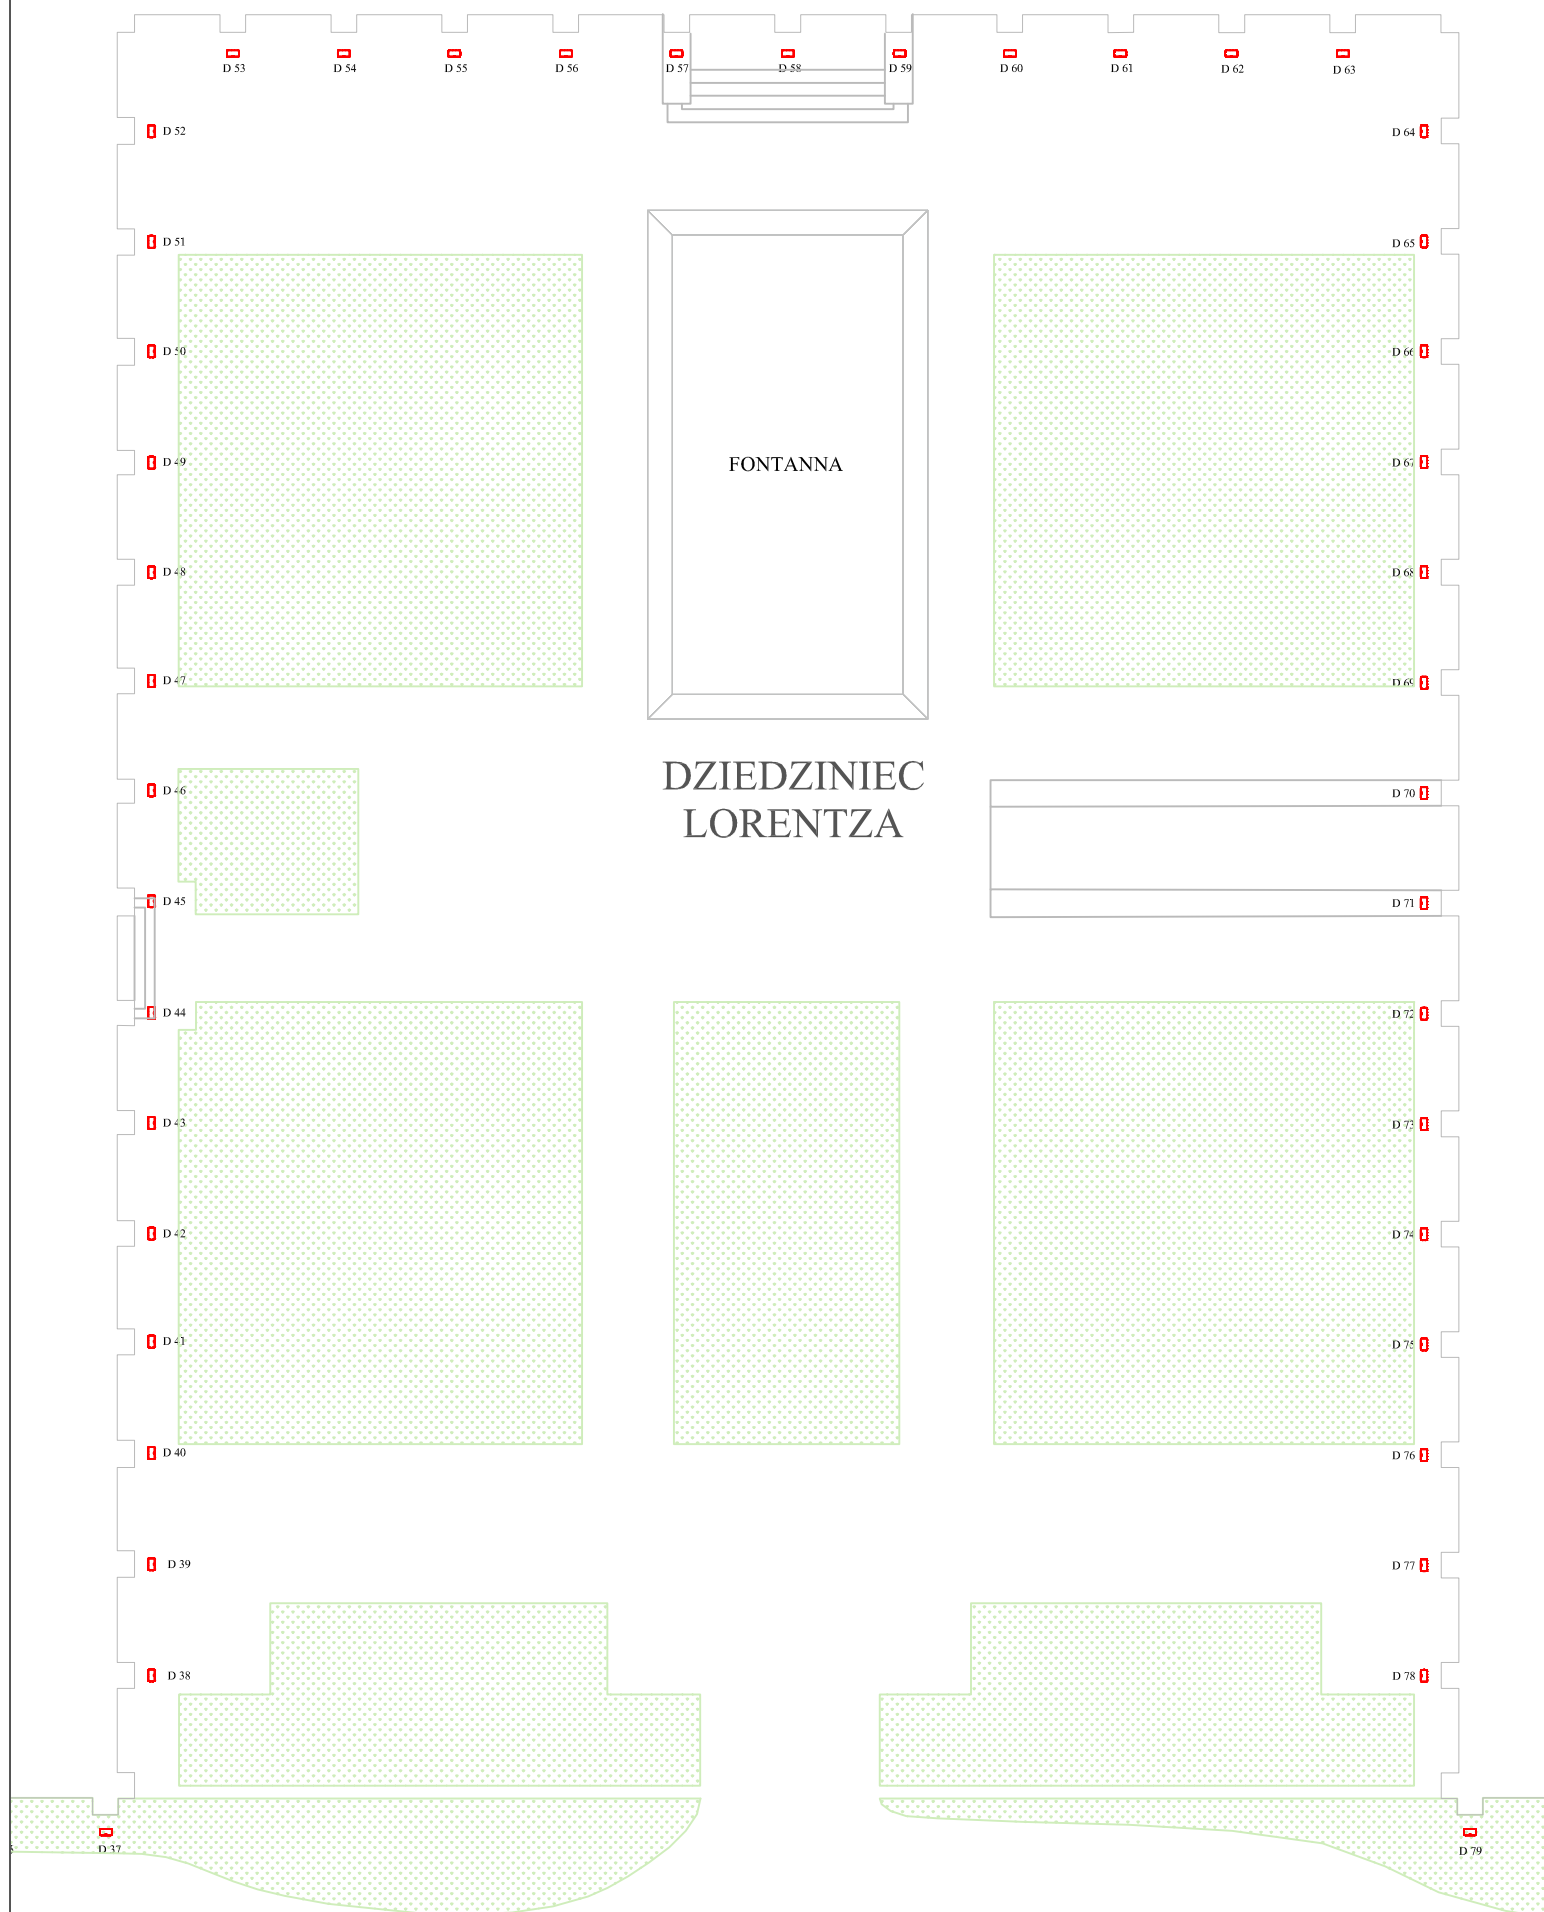 D 53 D 54 D 55 D 56 D 57 D 58 D 59 D 60 D 61 D 62 D 63
D 52 D 64
D 51 D 65
D 50 D 66
D 49 D 67
FONTANNA
D 48 D 68
D 47 D 69
DZIEDZINIEC
D 46 D 70
LORENTZA
D 45 D 71
D 44 D 72
D 43 D 73
D 42 D 74
D 41 D 75
D 40 D 76
D 39 D 77
D 38 D 78
D 37 D 79